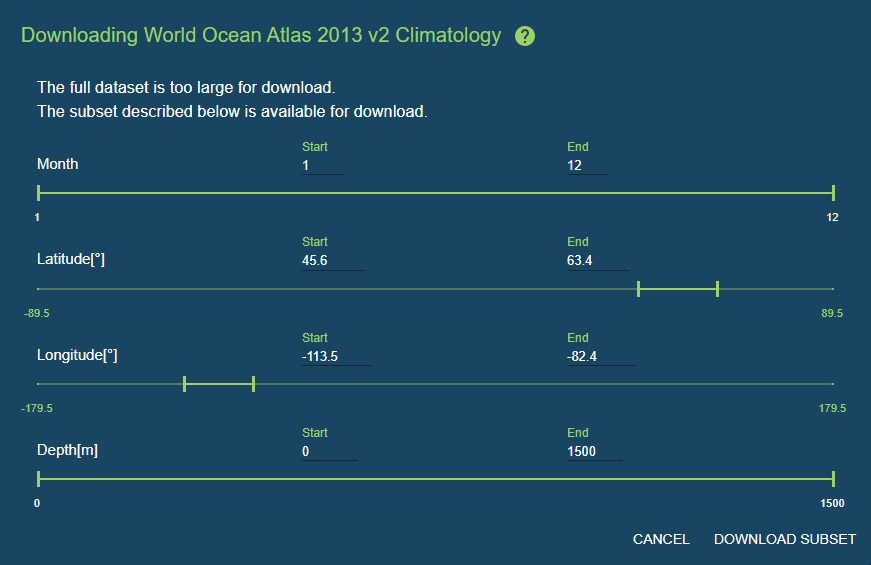 Downloading World Ocean Atlas 2013 v2 Climatology ?
The full dataset is too large for download.
The subset described below is available for download.
Start End
Month 1 12
1 12
Start End
Latitude[°] 45.6 63.4
-89.5 89.5
Start End
Longitude[°] -113.5 -82.4
-179.5 179.5
Start End
Depth[m] 0 1500
0 1500
CANCEL DOWNLOAD SUBSET